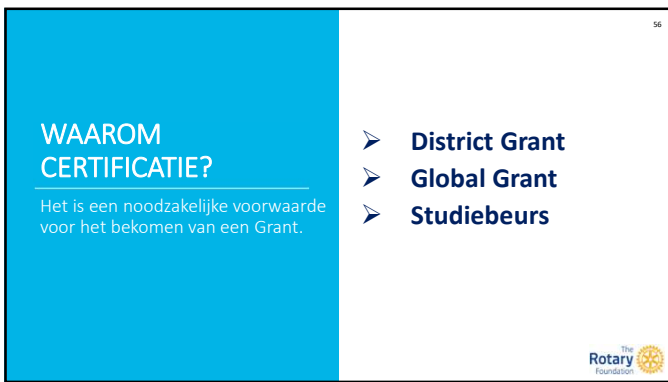 56
WAAROM
CERTIFICATIE?
Het is een noodzakelijke voorwaarde
voor het bekomen van een Grant.
➢ District Grant
➢ Global Grant
➢ Studiebeurs
The
Rotary
Foundation